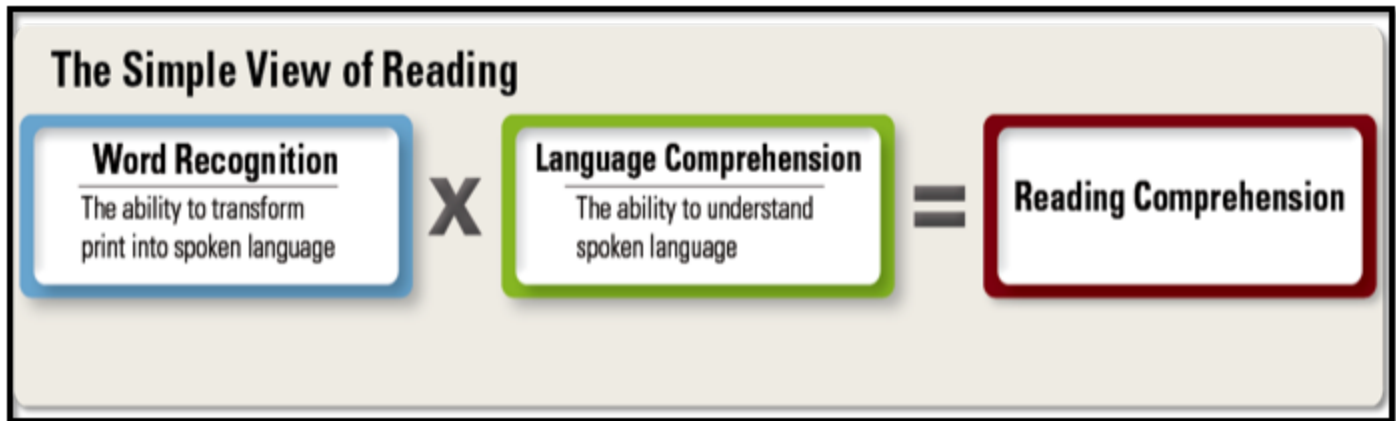 The Simple View of Reading
Word Recognition
The ability to transform
print into spoken language
x
Language Comprehension
The ability to understand
spoken language
=
Reading Comprehension